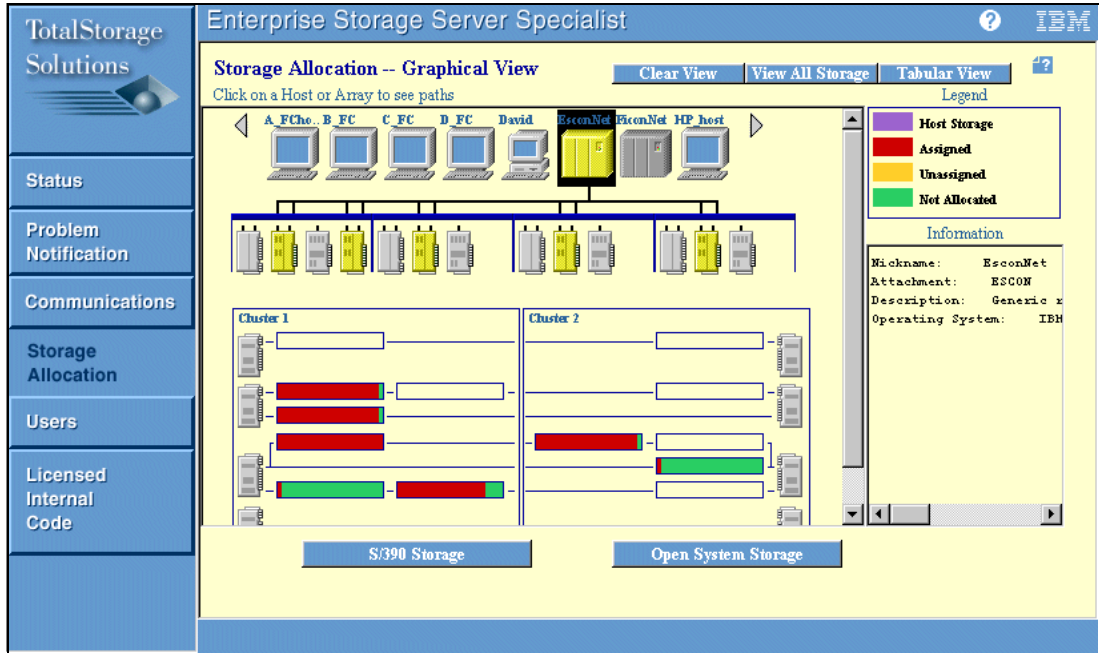 TotalStorage
Solutions
Enterprise Storage Server Specialist
?
IBM
Status
Problem
Notification
Communications
Storage
Allocation
Users
Licensed
Internal
Code
Storage Allocation -- Graphical View
Clear View
View All Storage
Tabular View
?
Click on a Host or Array to see paths
A_FCho.. B_FC C_FC D_FC David EsconNet FiconNet HP_host
Legend
Host Storage
Assigned
Unassigned
Not Allocated
Information
Nickname: EsconNet
Attachment: ESCON
Description: Generic
Operating System: IBM
Cluster 1
Cluster 2
S/390 Storage
Open System Storage